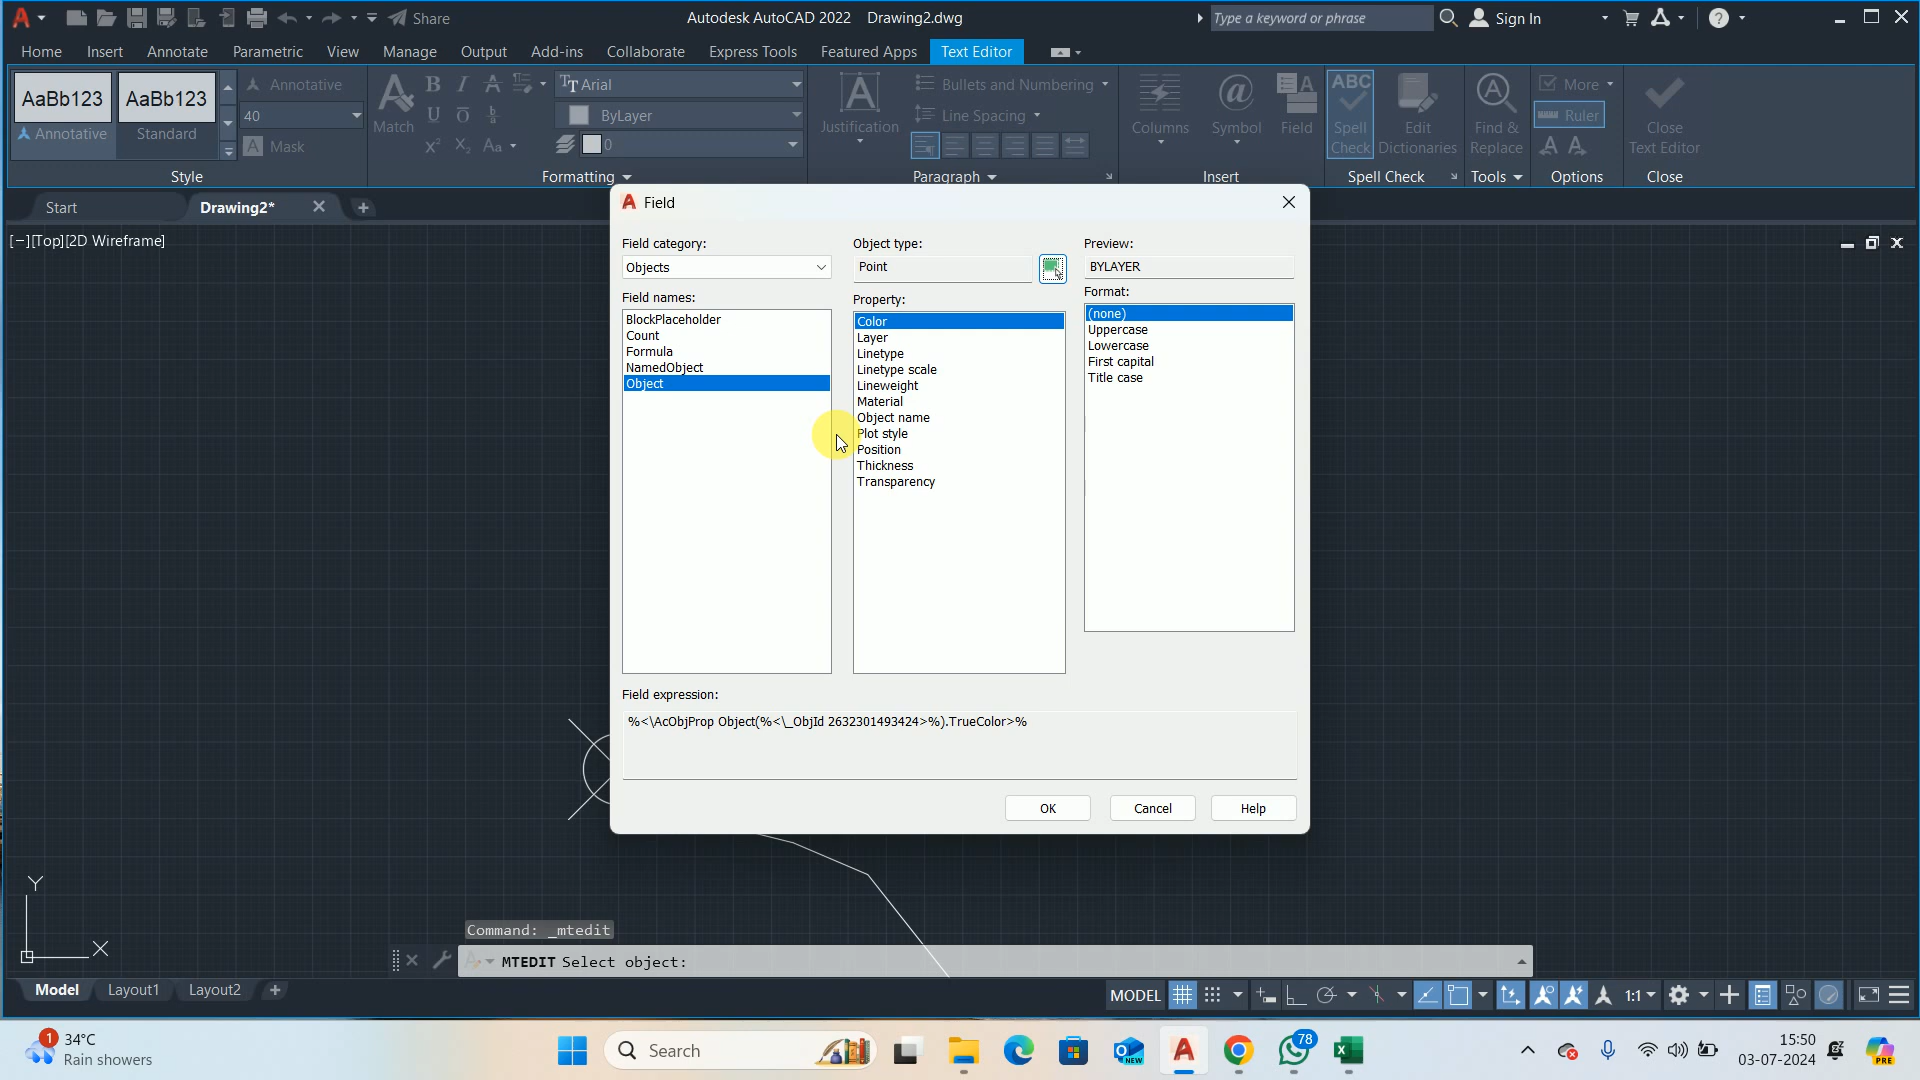 Share
Autodesk AutoCAD 2022 Drawing2.dwg
Type a keyword or phrase
Sign In
Home Insert Annotate Parametric View Manage Output Add-ins Collaborate Express Tools Featured Apps Text Editor
AaBb123 AaBb123
Annotative Standard
Annotative
40
Mask
Style
Match
Arial
ByLayer
0
Formatting
Justification
Bullets and Numbering
Line Spacing
Paragraph
Columns
Symbol
Field
Insert
ABC
Spell
Check
Edit
Dictionaries
Spell Check
Find &
Replace
Tools
More
Ruler
Options
Close
Text Editor
Close
Start Drawing2*
[−][Top][2D Wireframe]
Field
Field category:
Objects
Field names:
BlockPlaceholder
Count
Formula
NamedObject
Object
Object type:
Point
Property:
Color
Layer
Linetype
Linetype scale
Lineweight
Material
Object name
Plot style
Position
Thickness
Transparency
Preview:
BYLAYER
Format:
(none)
Uppercase
Lowercase
First capital
Title case
Field expression:
%<\AcObjProp Object(%<\_ObjId 2632301493424>%).TrueColor>%
OK Cancel Help
Y
X
Command: _mtedit
MTEDIT Select object:
Model Layout1 Layout2
MODEL 1:1
1
34°C
Rain showers
Search
NEW
78
15:50
03-07-2024
PRE